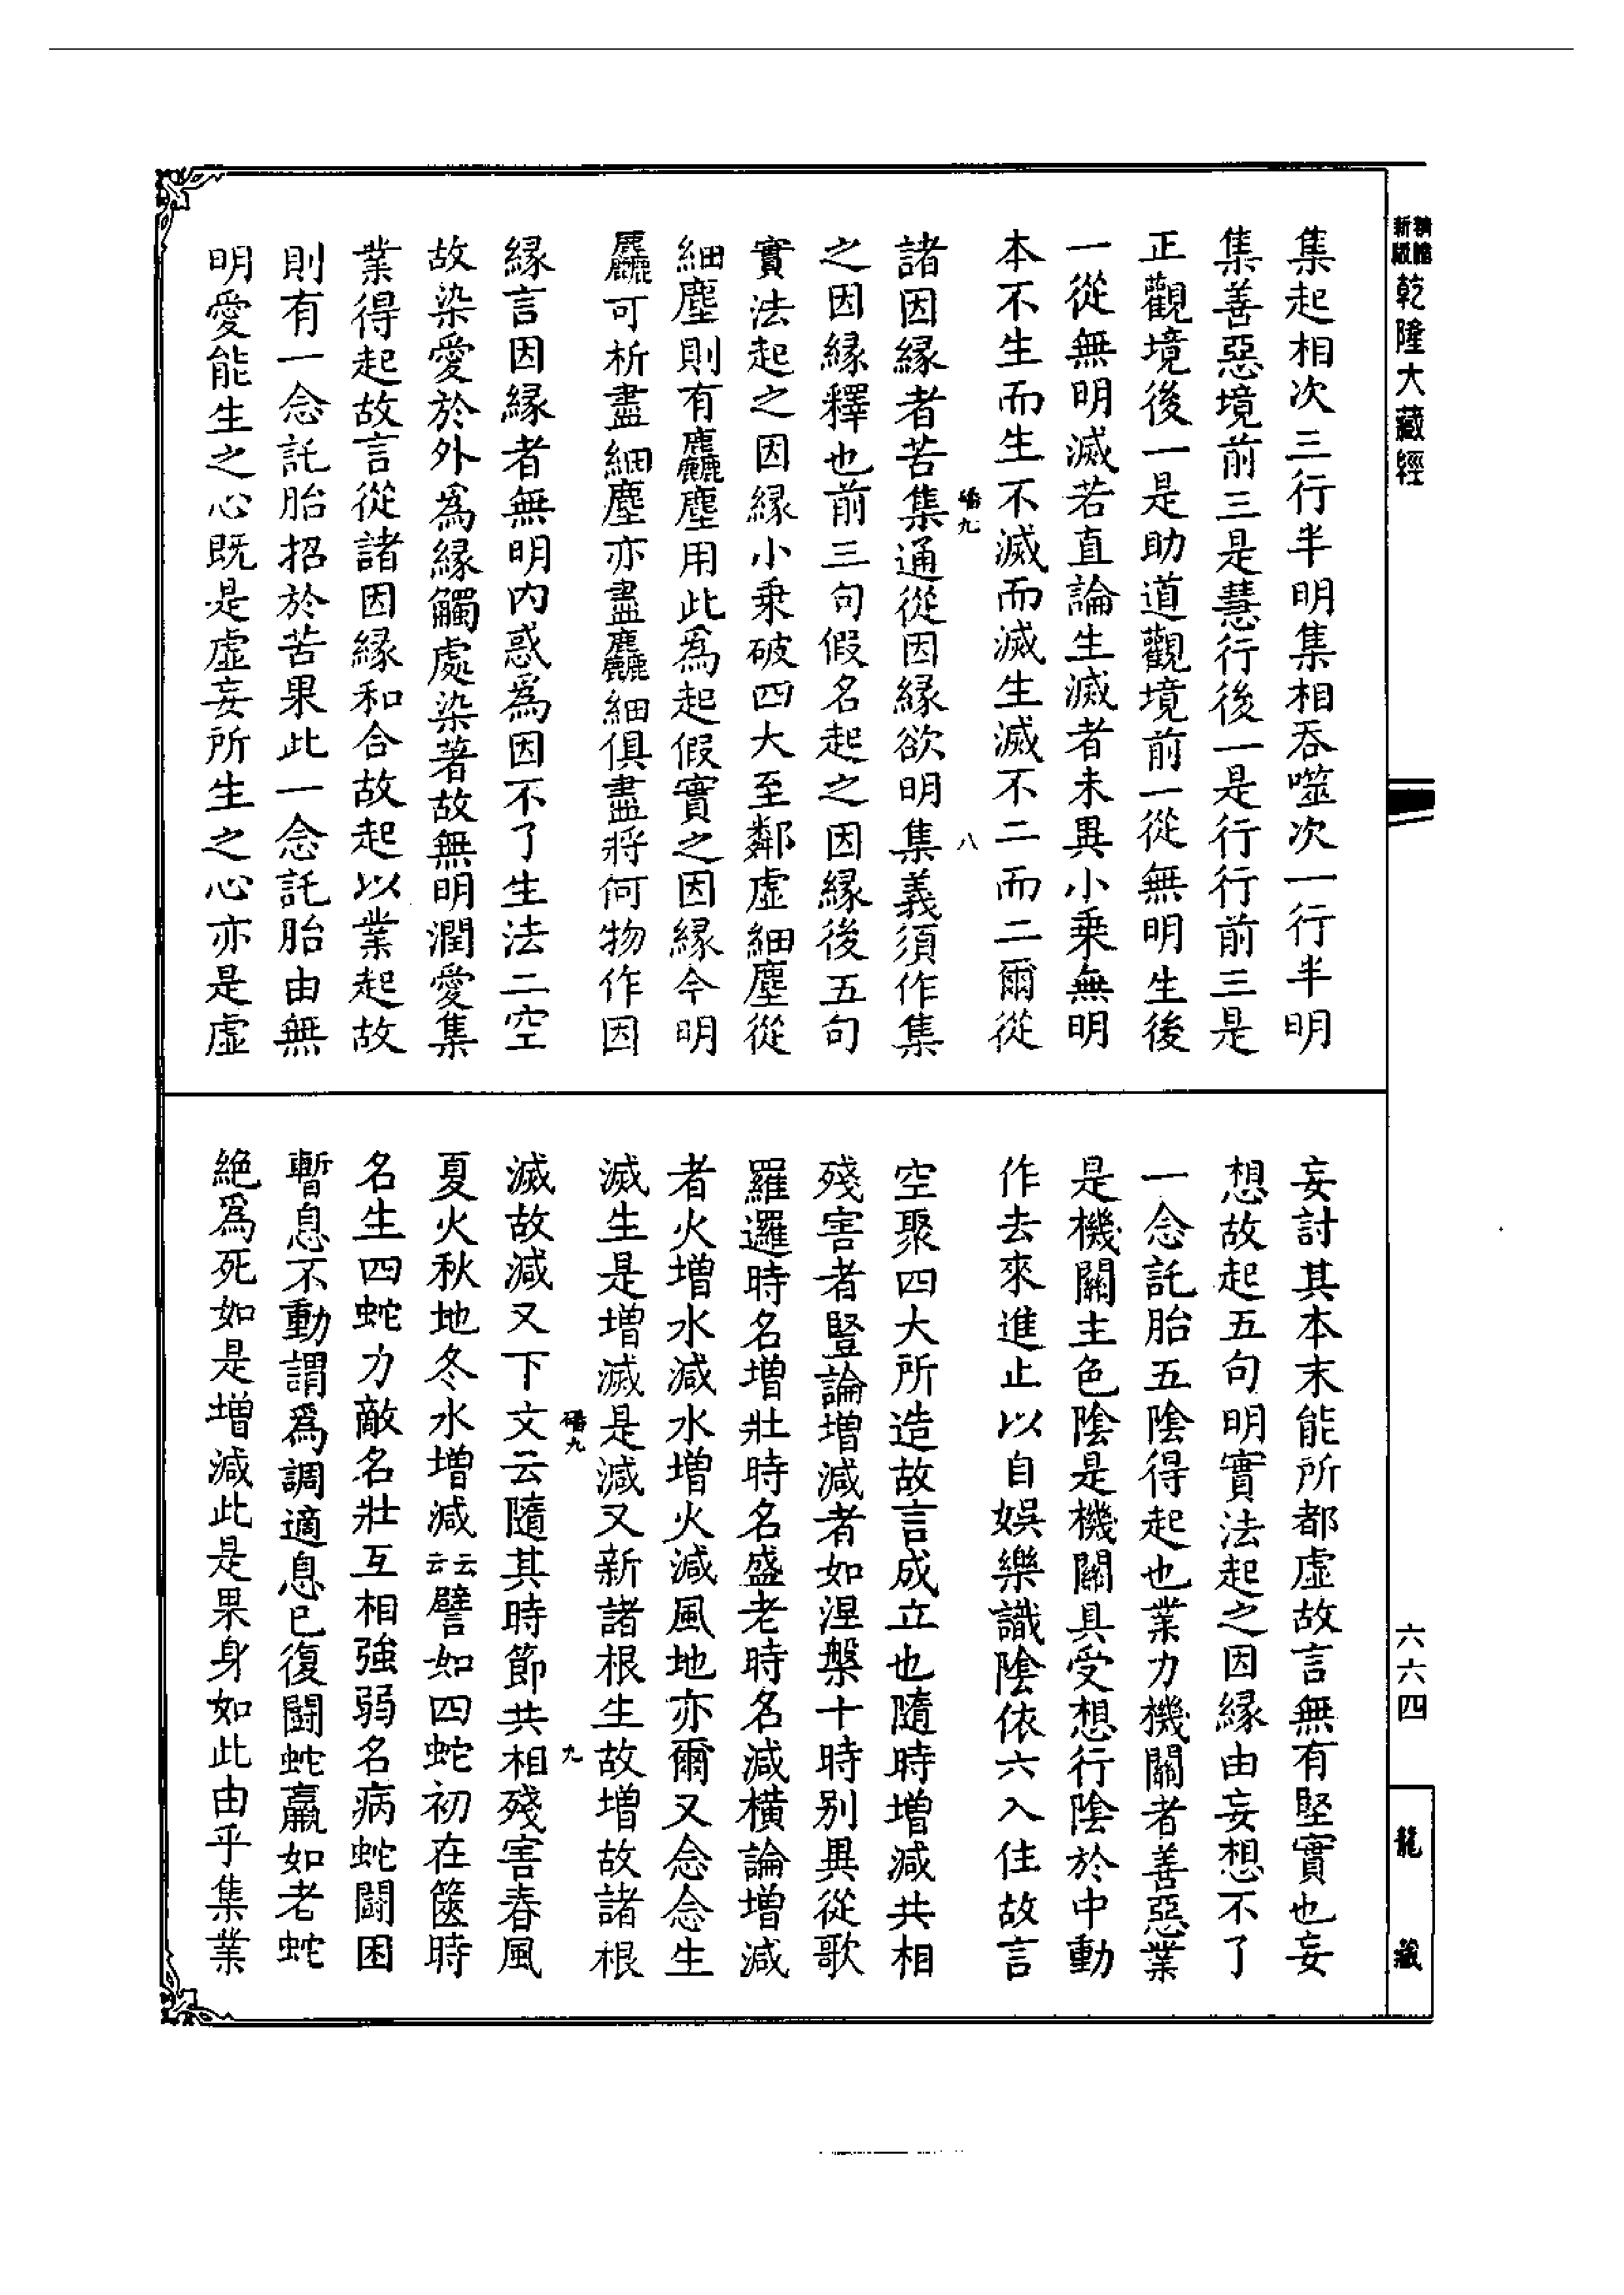 乾隆大藏經
集起相次三行半明集相吞噬次一行半明
集善惡境前三是慧行後一是行行前三是
正觀境後一是助道觀境前一從無明生後
一從無明滅若直論生滅者未異小乗無明
本不生而生不滅而滅生滅不二而二爾從
諸因緣者苦集通從因緣欲明集義須作集
之因緣釋也前三句假名起之因緣後五句
實法起之因緣小乗破四大至鄰虛細塵從
細塵則有麤塵用此爲起假實之因緣今明
麤可析盡細塵亦盡麤細俱盡將何物作因
緣言因緣者無明內惑爲因不了生法二空
故染愛於外爲緣觸處染著故無明潤愛集
業得起故言從諸因緣和合故起以業起故
則有一念託胎招於苦果此一念託胎由無
明愛能生之心既是虛妄所生之心亦是虛
八
妄討其本末能所都虛故言無有堅實也妄
想故起五句明實法起之因緣由妄想不了
一念託胎五陰得起也業力機關者善惡業
是機關主色陰是機關具受想行陰於中動
作去來進止以自娛樂識陰依六入住故言
空聚四大所造故言成立也隨時增減共相
殘害者豎論增減者如涅槃十時別異從歌
羅邏時名增壯時名盛老時名減橫論增減
者火增水減水增火減風地亦爾又念念生
滅生是增滅是減又新諸根生故增故諸根
滅故減又下文云隨其時節共相殘害春風
夏火秋地冬水增減云云譬如四蛇初在篋時
名生四蛇力敵名壯互相強弱名病蛇鬪困
暫息不動謂爲調適息已復鬪蛇羸如老蛇
絕爲死如是增減此是果身如此由乎集業
九
六六四
龍藏